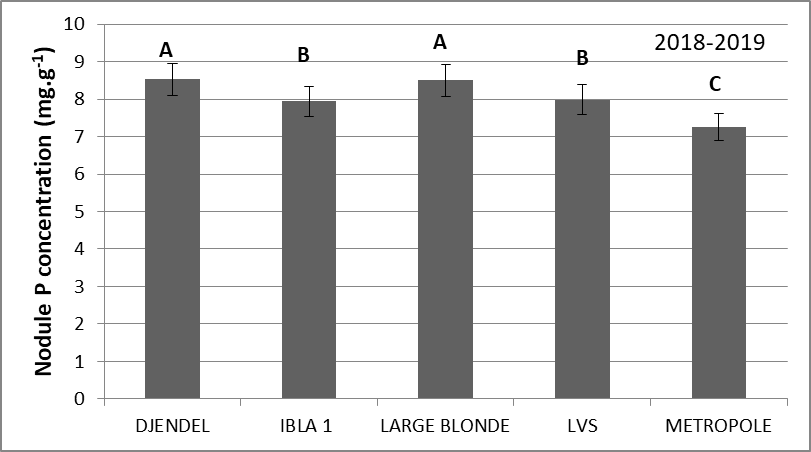 2018-2019
Nodule P concentration (mg.g-1)
10
9
8
7
6
5
4
3
2
1
0
A
B
A
B
C
DJENDEL
IBLA 1
LARGE BLONDE
LVS
METROPOLE